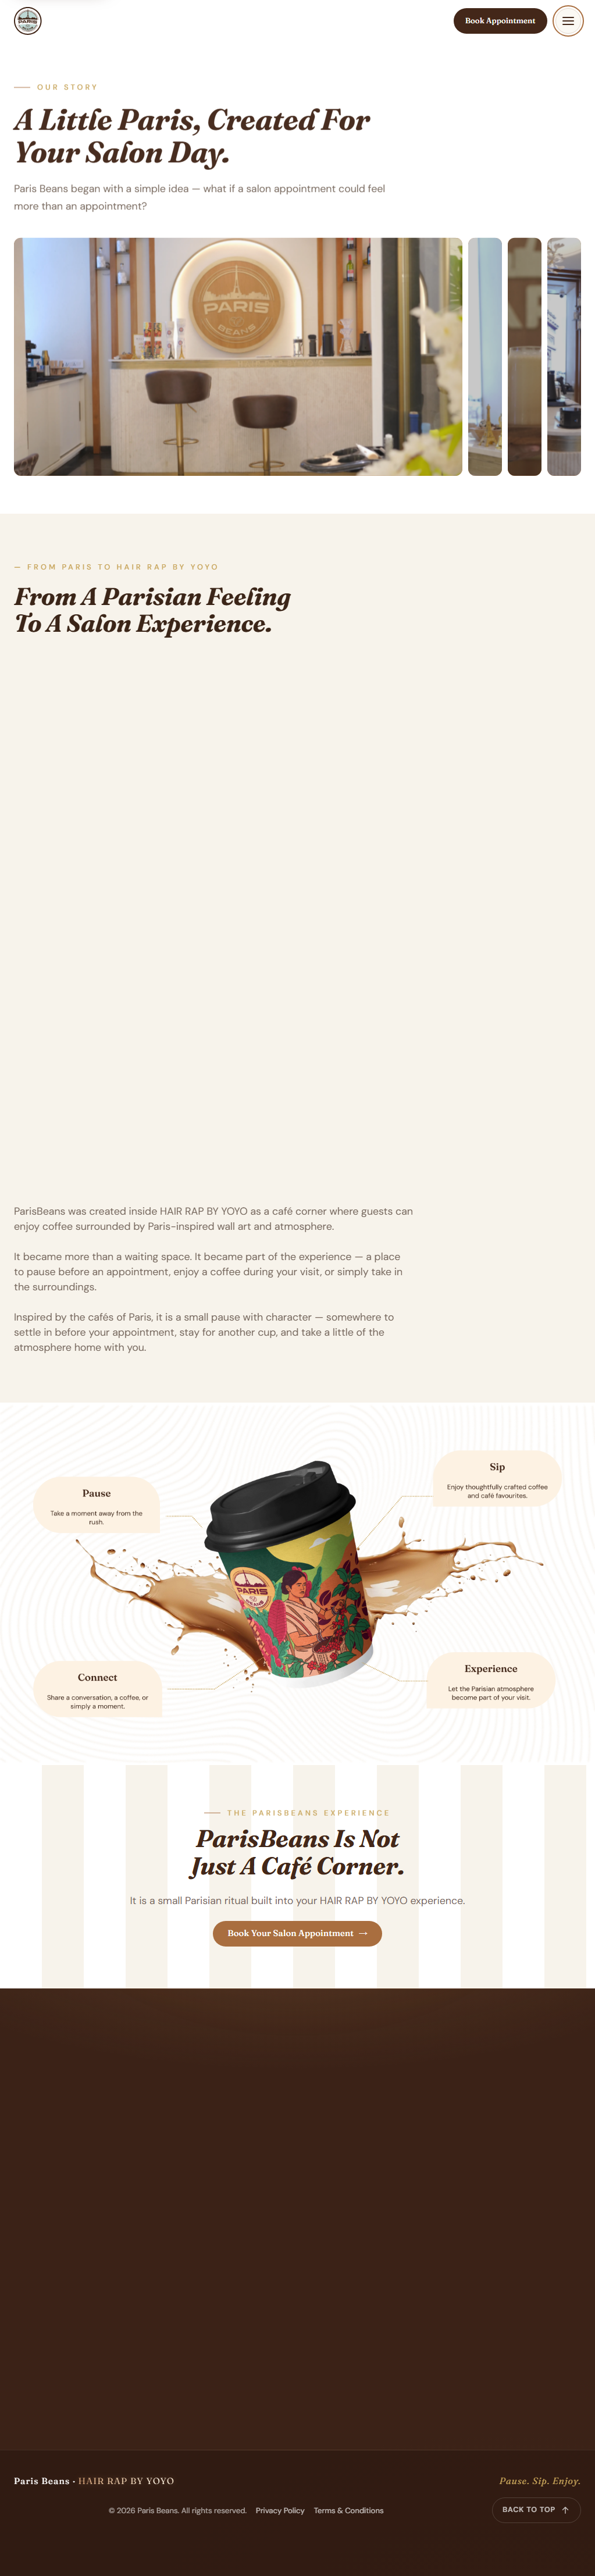 PARIS
Book Appointment
OUR STORY
A Little Paris, Created For
Your Salon Day.
Paris Beans began with a simple idea — what if a salon appointment could feel
more than an appointment?
PARIS
BEANS
— FROM PARIS TO HAIR RAP BY YOYO
From A Parisian Feeling
To A Salon Experience.
ParisBeans was created inside HAIR RAP BY YOYO as a café corner where guests can
enjoy coffee surrounded by Paris-inspired wall art and atmosphere.
It became more than a waiting space. It became part of the experience — a place
to pause before an appointment, enjoy a coffee during your visit, or simply take in
the surroundings.
Inspired by the cafés of Paris, it is a small pause with character — somewhere to
settle in before your appointment, stay for another cup, and take a little of the
atmosphere home with you.
Sip
Enjoy thoughtfully crafted coffee
and café favourites.
Pause
Take a moment away from the
rush.
PARIS
BEANS
Experience
Let the Parisian atmosphere
become part of your visit.
Connect
Share a conversation, a coffee, or
simply a moment.
THE PARISBEANS EXPERIENCE
ParisBeans Is Not
Just A Café Corner.
It is a small Parisian ritual built into your HAIR RAP BY YOYO experience.
Book Your Salon Appointment →
Paris Beans · HAIR RAP BY YOYO
Pause. Sip. Enjoy.
© 2026 Paris Beans. All rights reserved. Privacy Policy Terms & Conditions
BACK TO TOP ↑